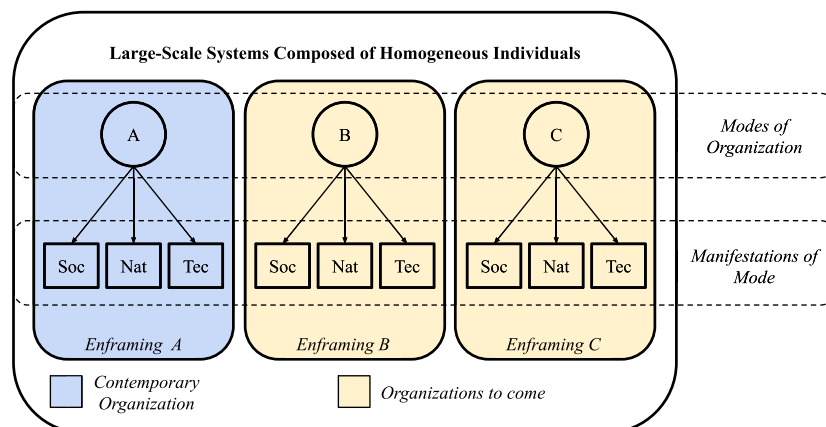 Large-Scale Systems Composed of Homogeneous Individuals
A
B
C
Modes of
Organization
Soc
Nat
Tec
Soc
Nat
Tec
Soc
Nat
Tec
Manifestations of
Mode
Enframing A
Enframing B
Enframing C
Contemporary
Organization
Organizations to come